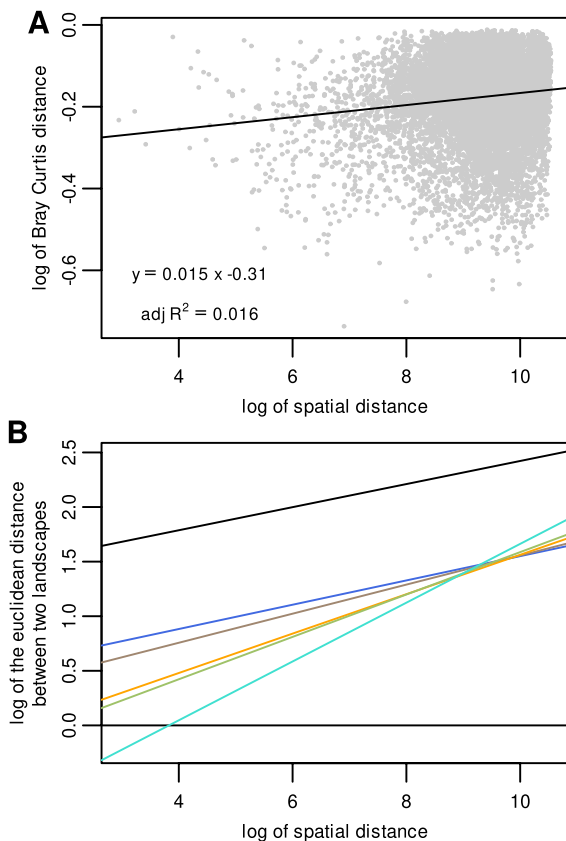 A
0.0
-0.2
-0.4
-0.6
log of Bray Curtis distance
y = 0.015 x -0.31
adj R² = 0.016
4 6 8 10
log of spatial distance
B
2.5
2.0
1.5
1.0
0.5
0.0
log of the euclidean distance
between two landscapes
4 6 8 10
log of spatial distance